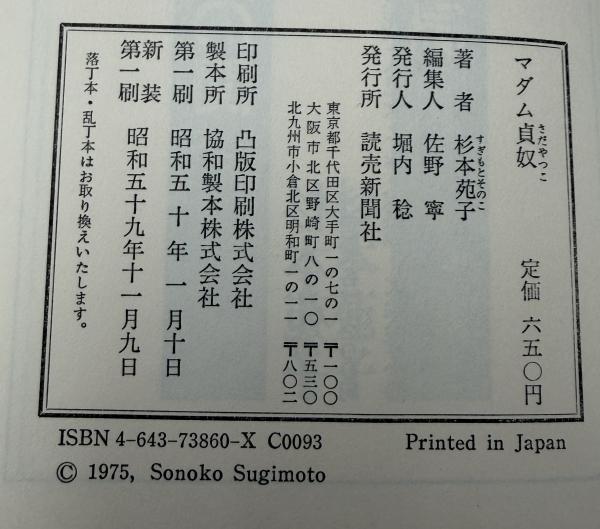 マダム貞奴
さだやっこ
定価 六五〇円
著者 杉本苑子
すぎもとそのこ
編集人 佐野 寧
発行人 堀内 稔
発行所 読売新聞社
東京都千代田区大手町一の七の一 〒一〇〇
大阪市北区野崎町八の一〇 〒五三〇
北九州市小倉北区明和町一の一一 〒八〇二
印刷所 凸版印刷株式会社
製本所 協和製本株式会社
第一刷 昭和五十年一月十日
新装第一刷 昭和五十九年十一月九日
落丁本・乱丁本はお取り換えいたします。
ISBN 4-643-73860-X C0093 Printed in Japan
© 1975, Sonoko Sugimoto